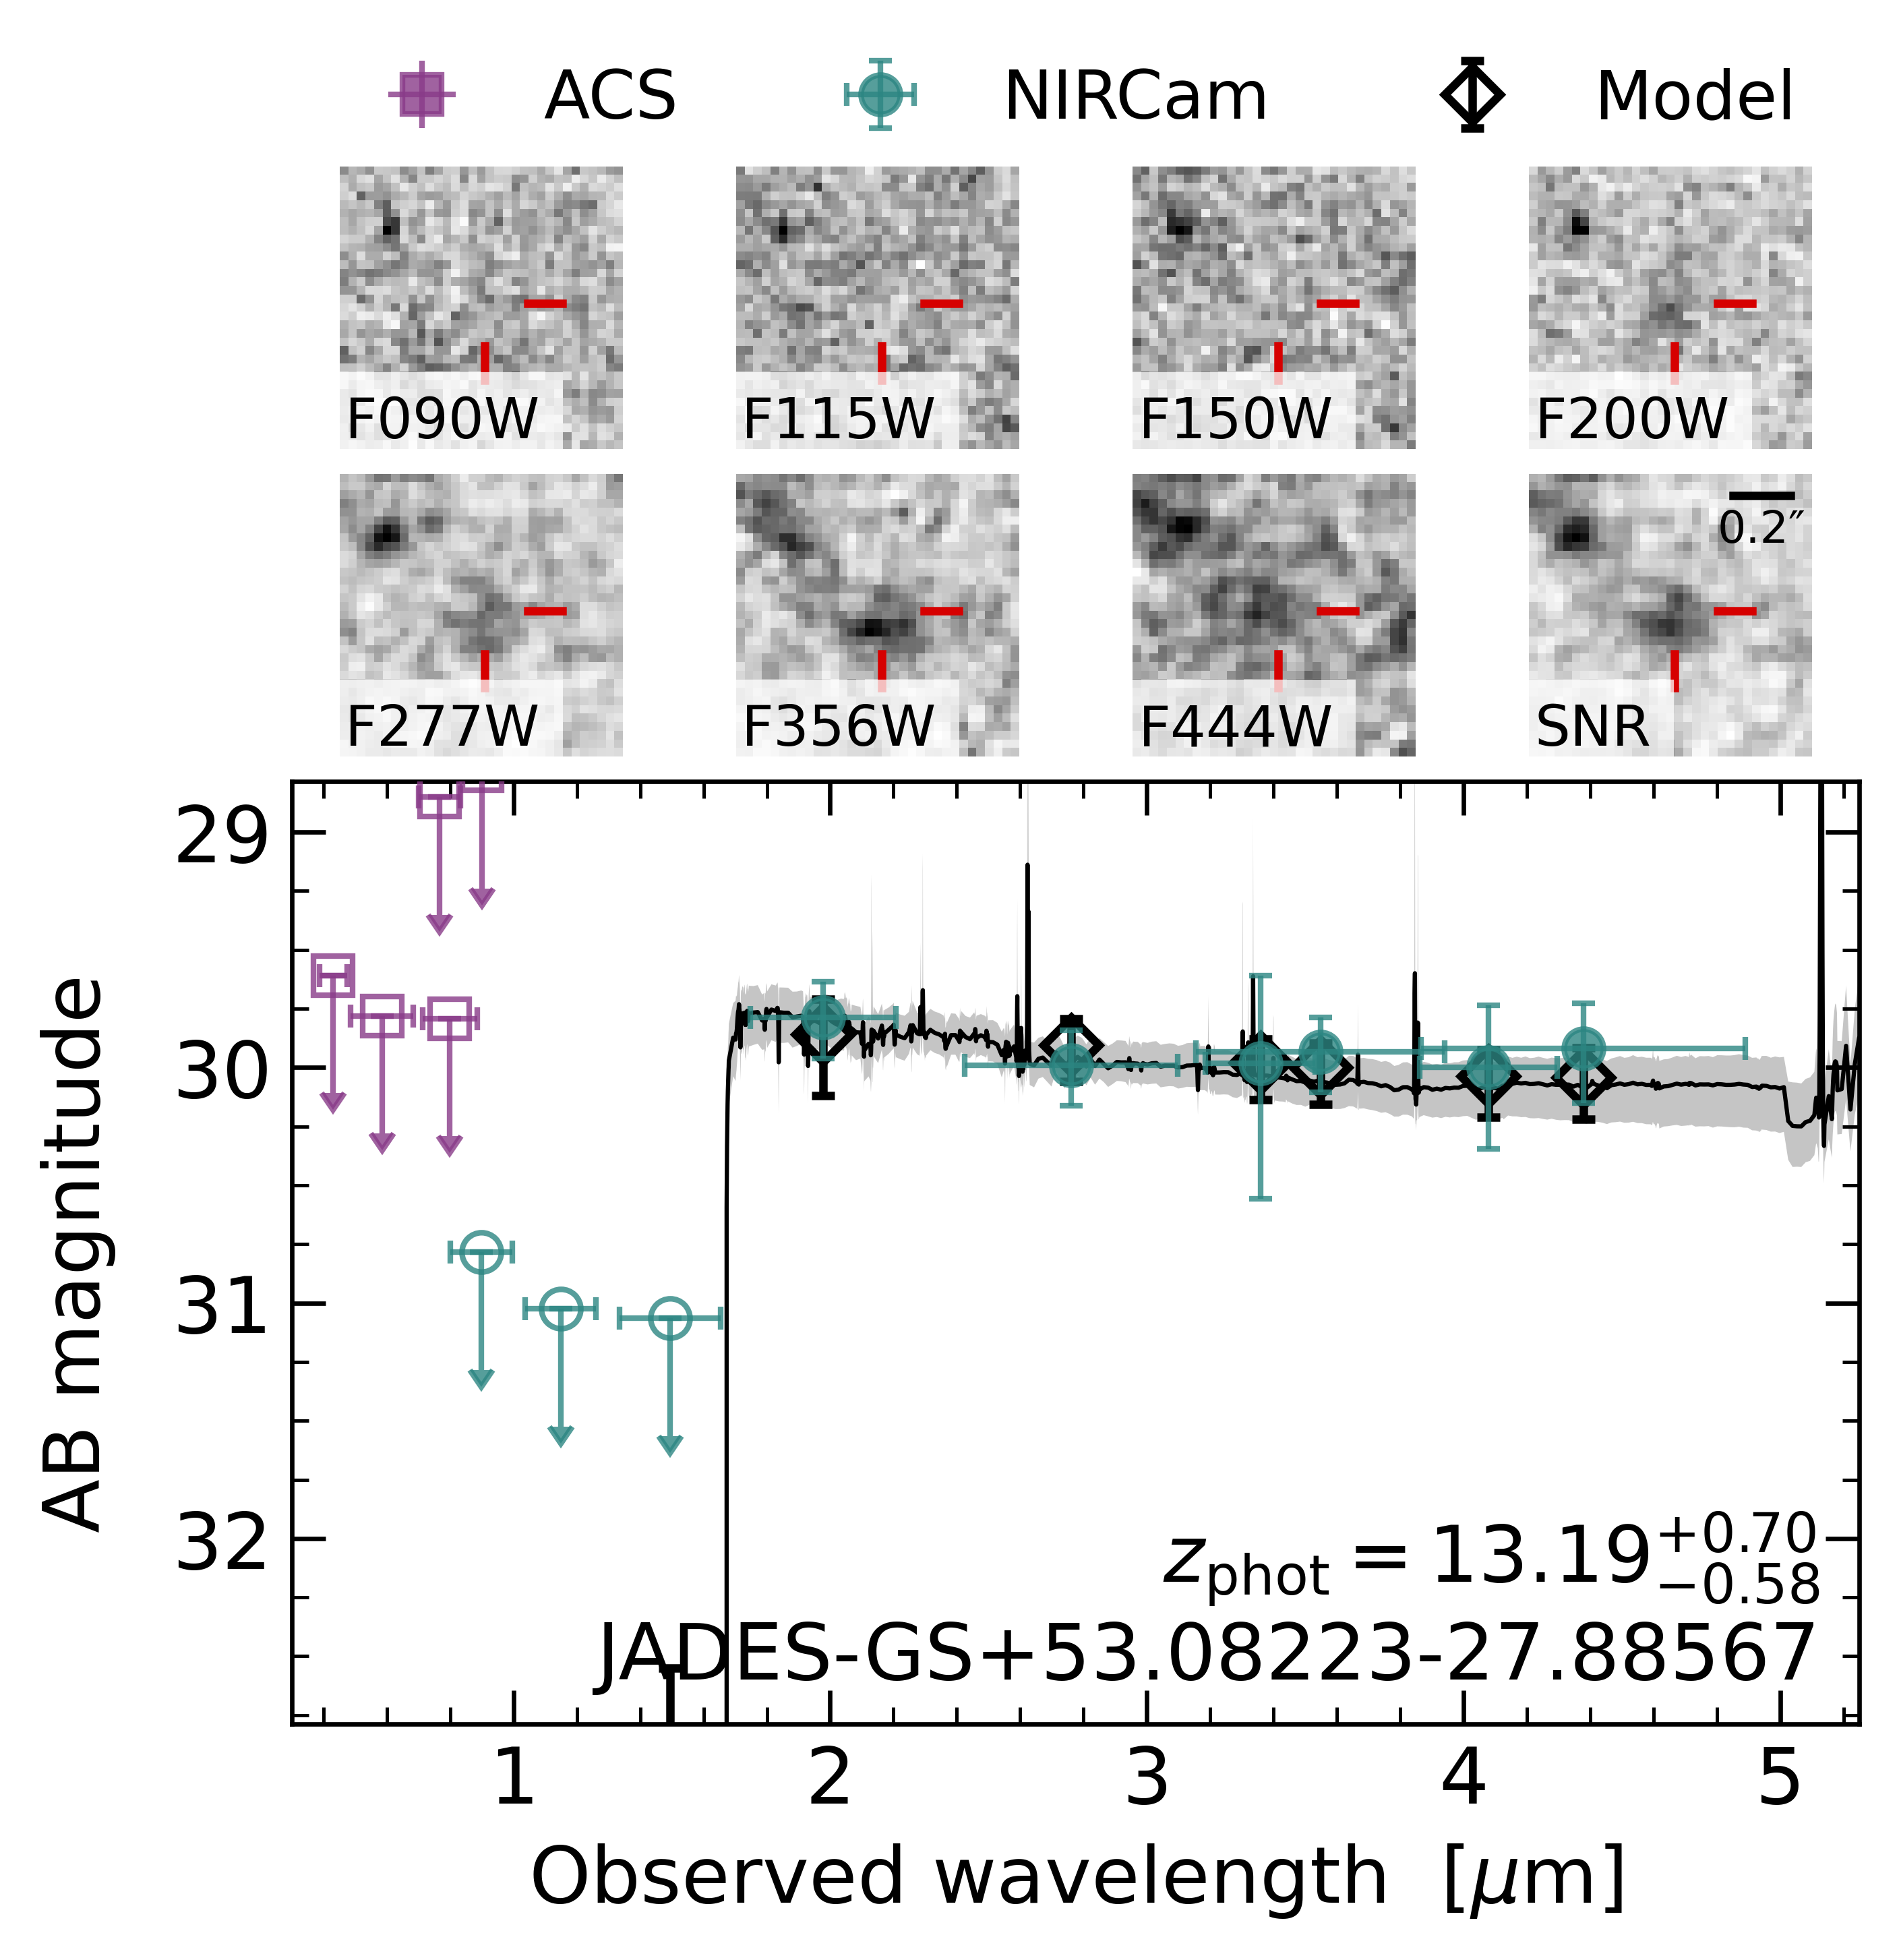 ACS NIRCam Model
F090W F115W F150W F200W
0.2″
F277W F356W F444W SNR
29
30
31
32
AB magnitude
z_phot = 13.19 +0.70 −0.58
JADES-GS+53.08223-27.88567
1 2 3 4 5
Observed wavelength [μm]